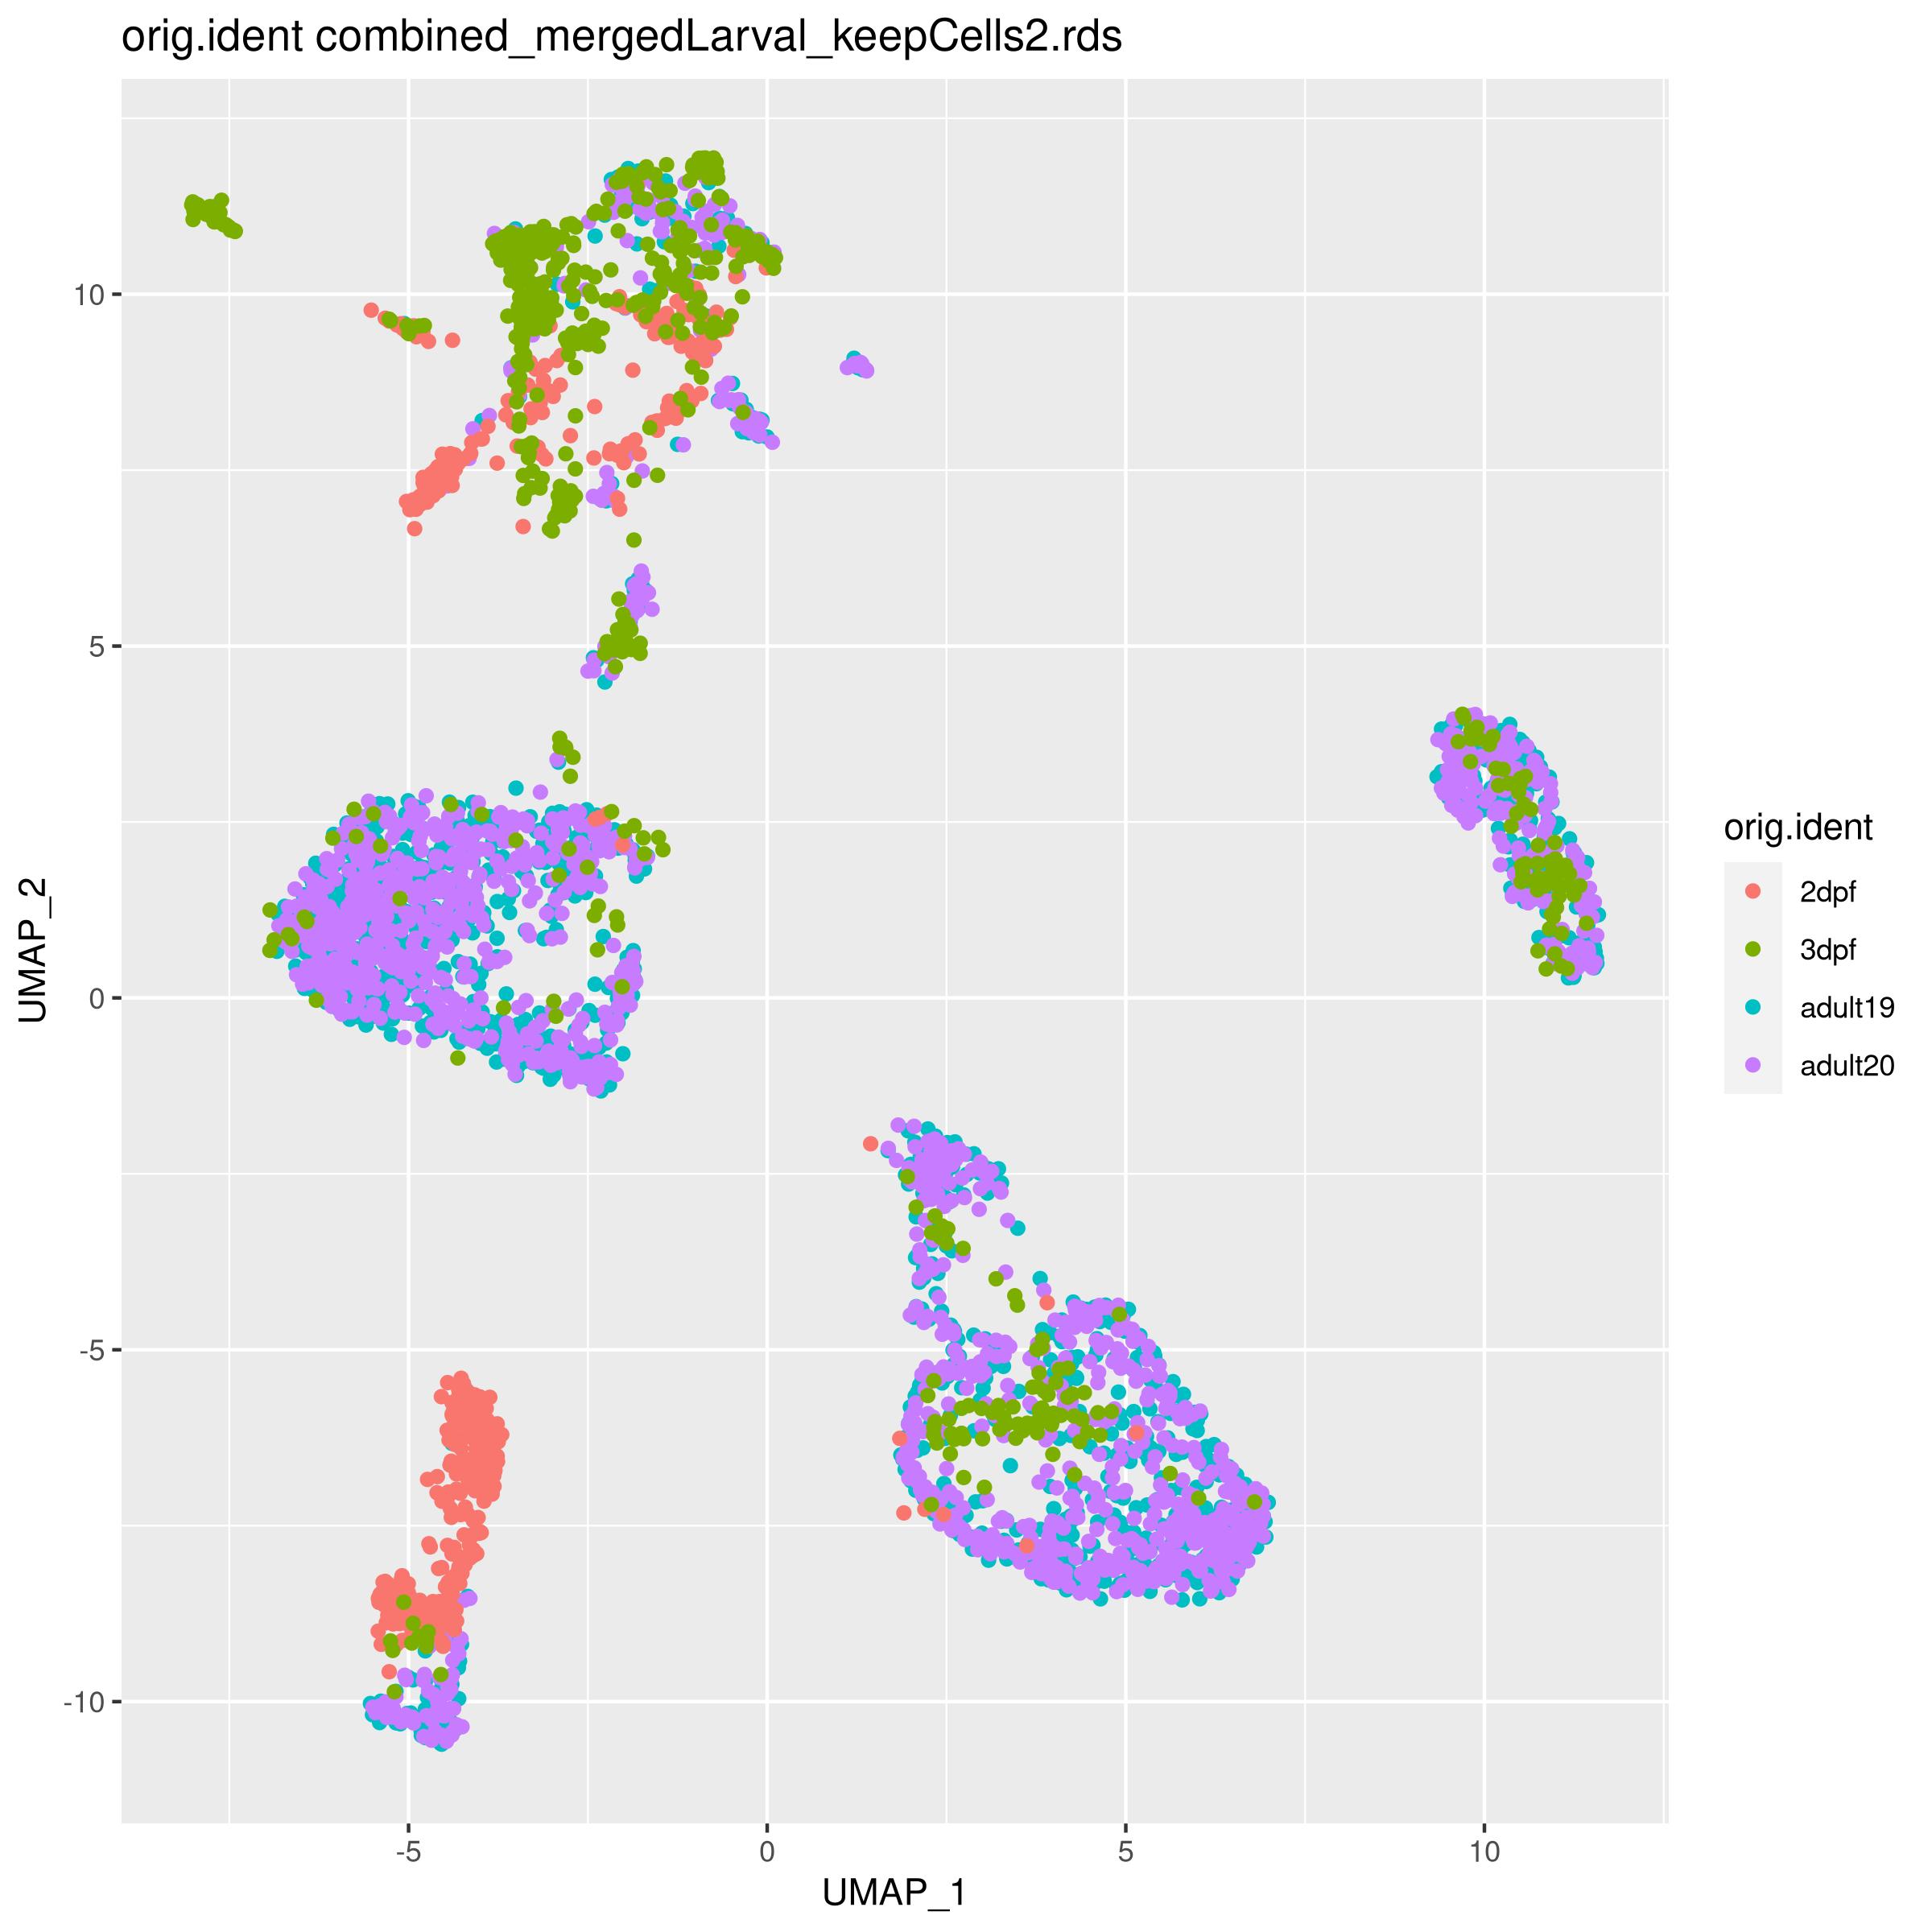 orig.ident combined_mergedLarval_keepCells2.rds
10
5
0
-5
-10
UMAP_2
-5
0
5
10
UMAP_1
orig.ident
2dpf
3dpf
adult19
adult20